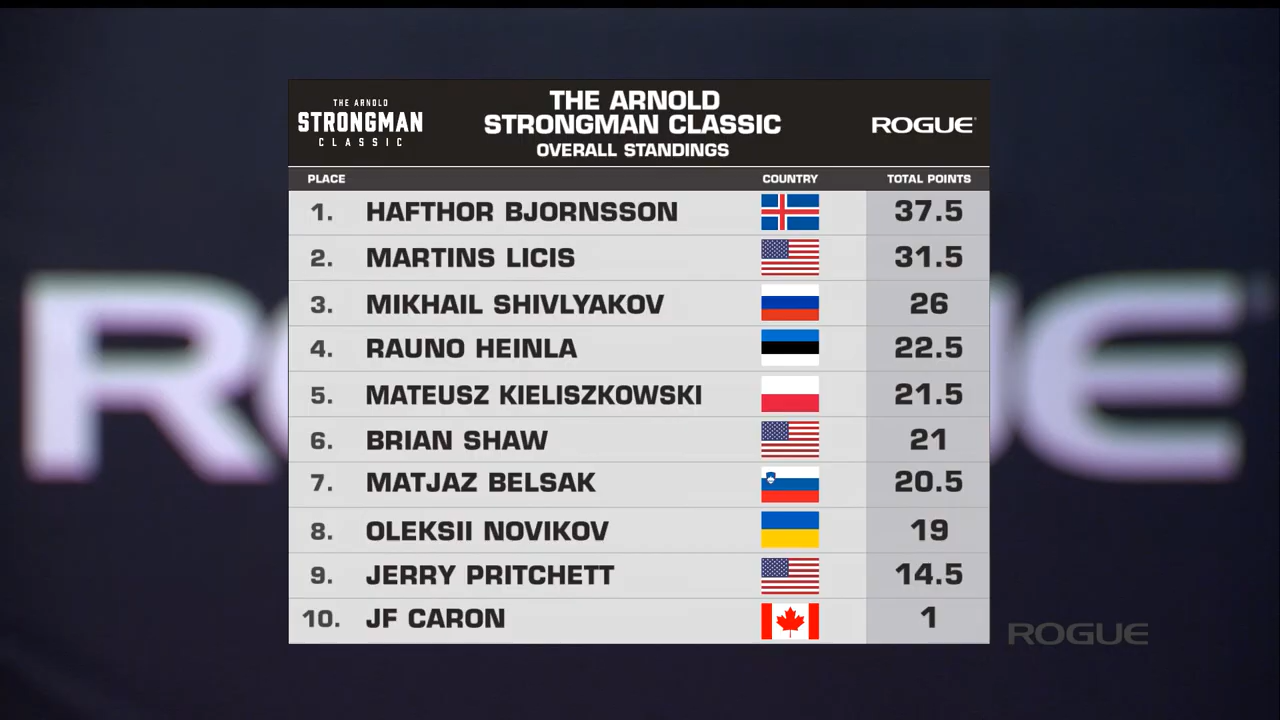 THE ARNOLD
STRONGMAN
CLASSIC
THE ARNOLD
STRONGMAN CLASSIC
OVERALL STANDINGS
ROGUE
PLACE COUNTRY TOTAL POINTS
1. HAFTHOR BJORNSSON 37.5
2. MARTINS LICIS 31.5
3. MIKHAIL SHIVLYAKOV 26
4. RAUNO HEINLA 22.5
5. MATEUSZ KIELISZKOWSKI 21.5
6. BRIAN SHAW 21
7. MATJAZ BELSAK 20.5
8. OLEKSII NOVIKOV 19
9. JERRY PRITCHETT 14.5
10. JF CARON 1
ROGUE